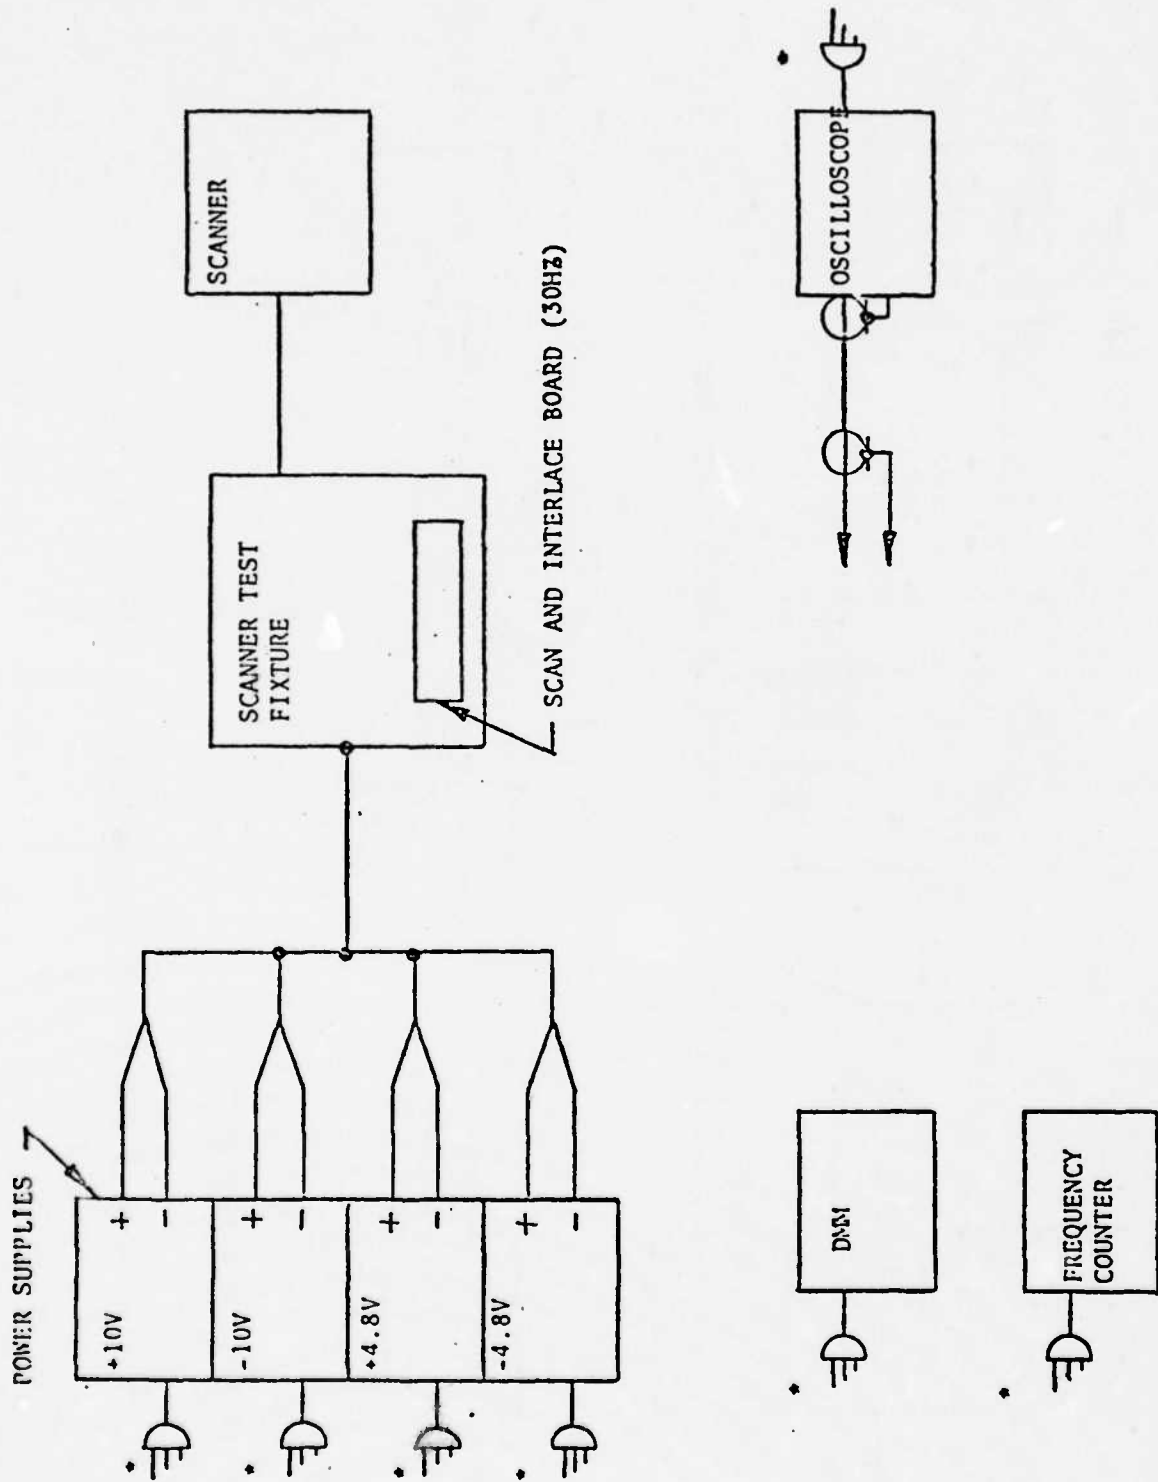 POWER SUPPLIES
+10V
+
-
-10V
+
-
+4.8V
+
-
-4.8V
+
-
*
*
*
*
SCANNER TEST
FIXTURE
SCANNER
SCAN AND INTERLACE BOARD (30HZ)
DMM
*
FREQUENCY
COUNTER
*
OSCILLOSCOPE
*